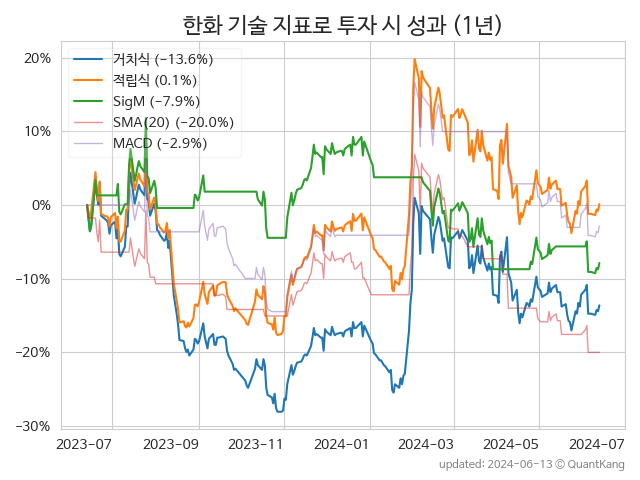 한화 기술 지표로 투자 시 성과 (1년)
거치식 (−13.6%)
적립식 (0.1%)
SigM (−7.9%)
SMA(20) (−20.0%)
MACD (−2.9%)
20%
10%
0%
−10%
−20%
−30%
2023-07 2023-09 2023-11 2024-01 2024-03 2024-05 2024-07
updated: 2024-06-13 ⓒ QuantKang